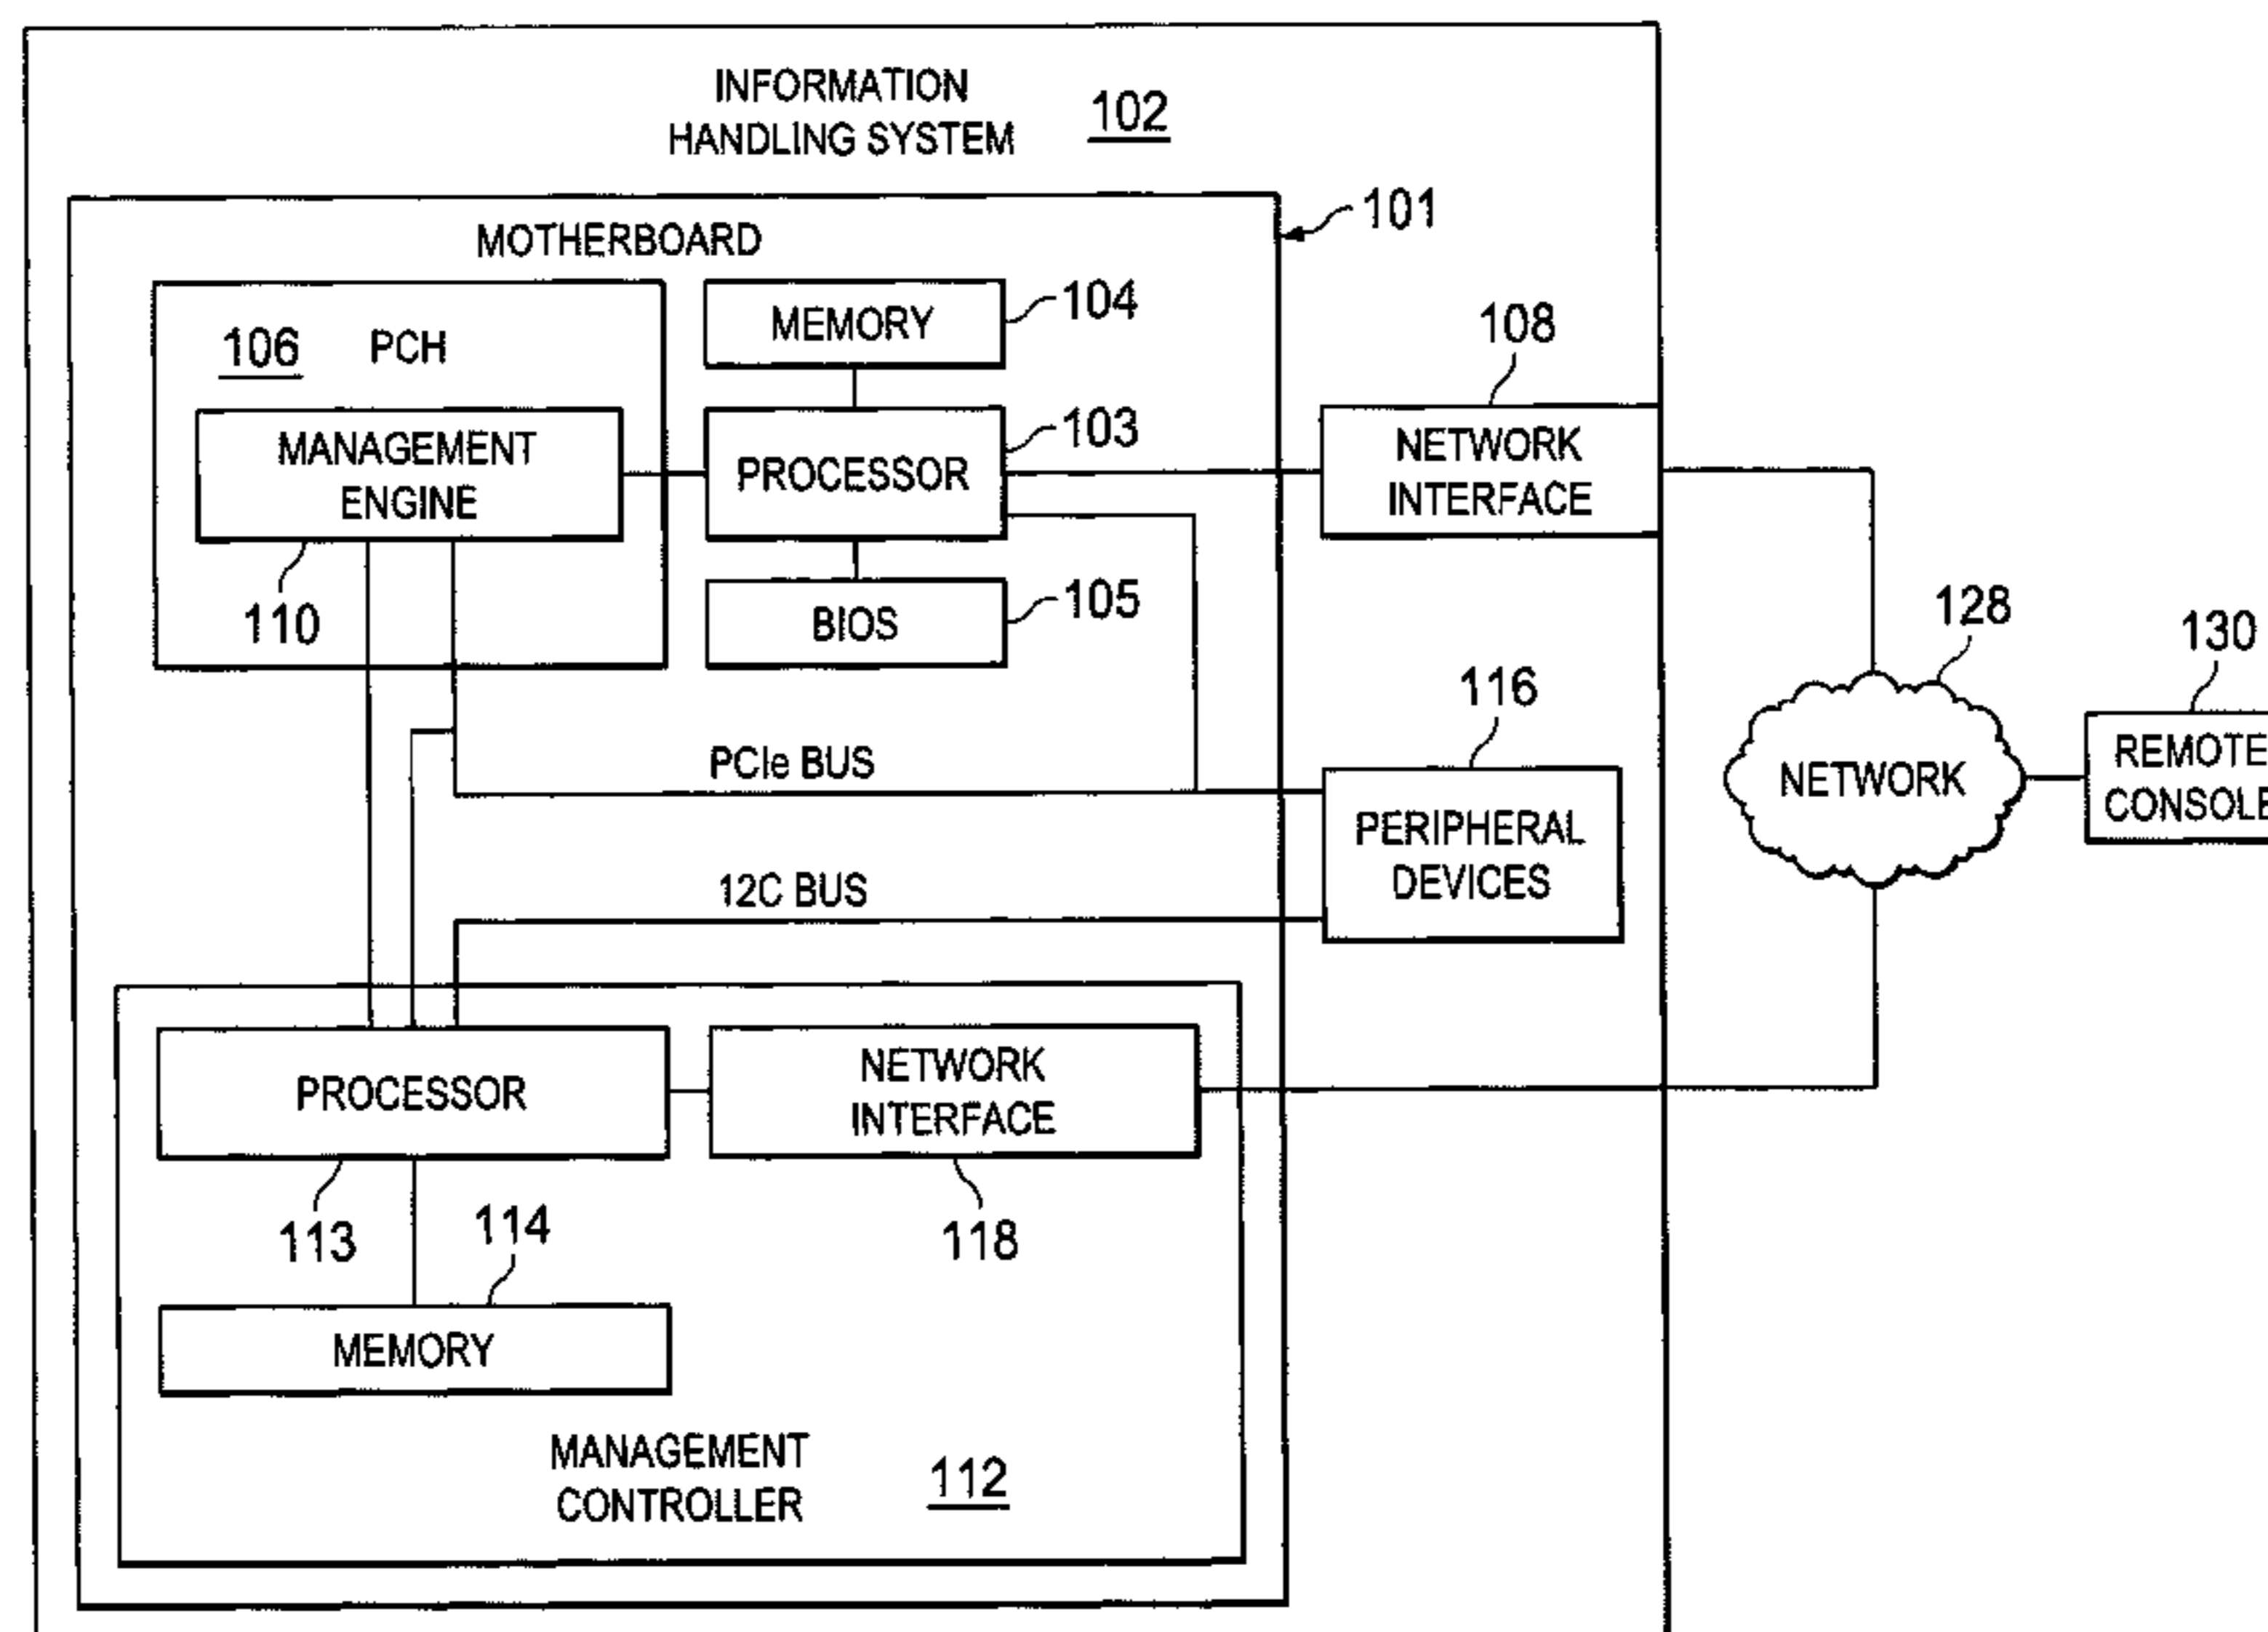 INFORMATION
HANDLING SYSTEM
102
MOTHERBOARD
101
106
PCH
MEMORY
104
108
MANAGEMENT
ENGINE
PROCESSOR
103
NETWORK
INTERFACE
110
BIOS
105
128
130
116
PCIe BUS
NETWORK
REMOTE
CONSOLE
PERIPHERAL
DEVICES
12C BUS
PROCESSOR
NETWORK
INTERFACE
113
114
118
MEMORY
MANAGEMENT
CONTROLLER
112